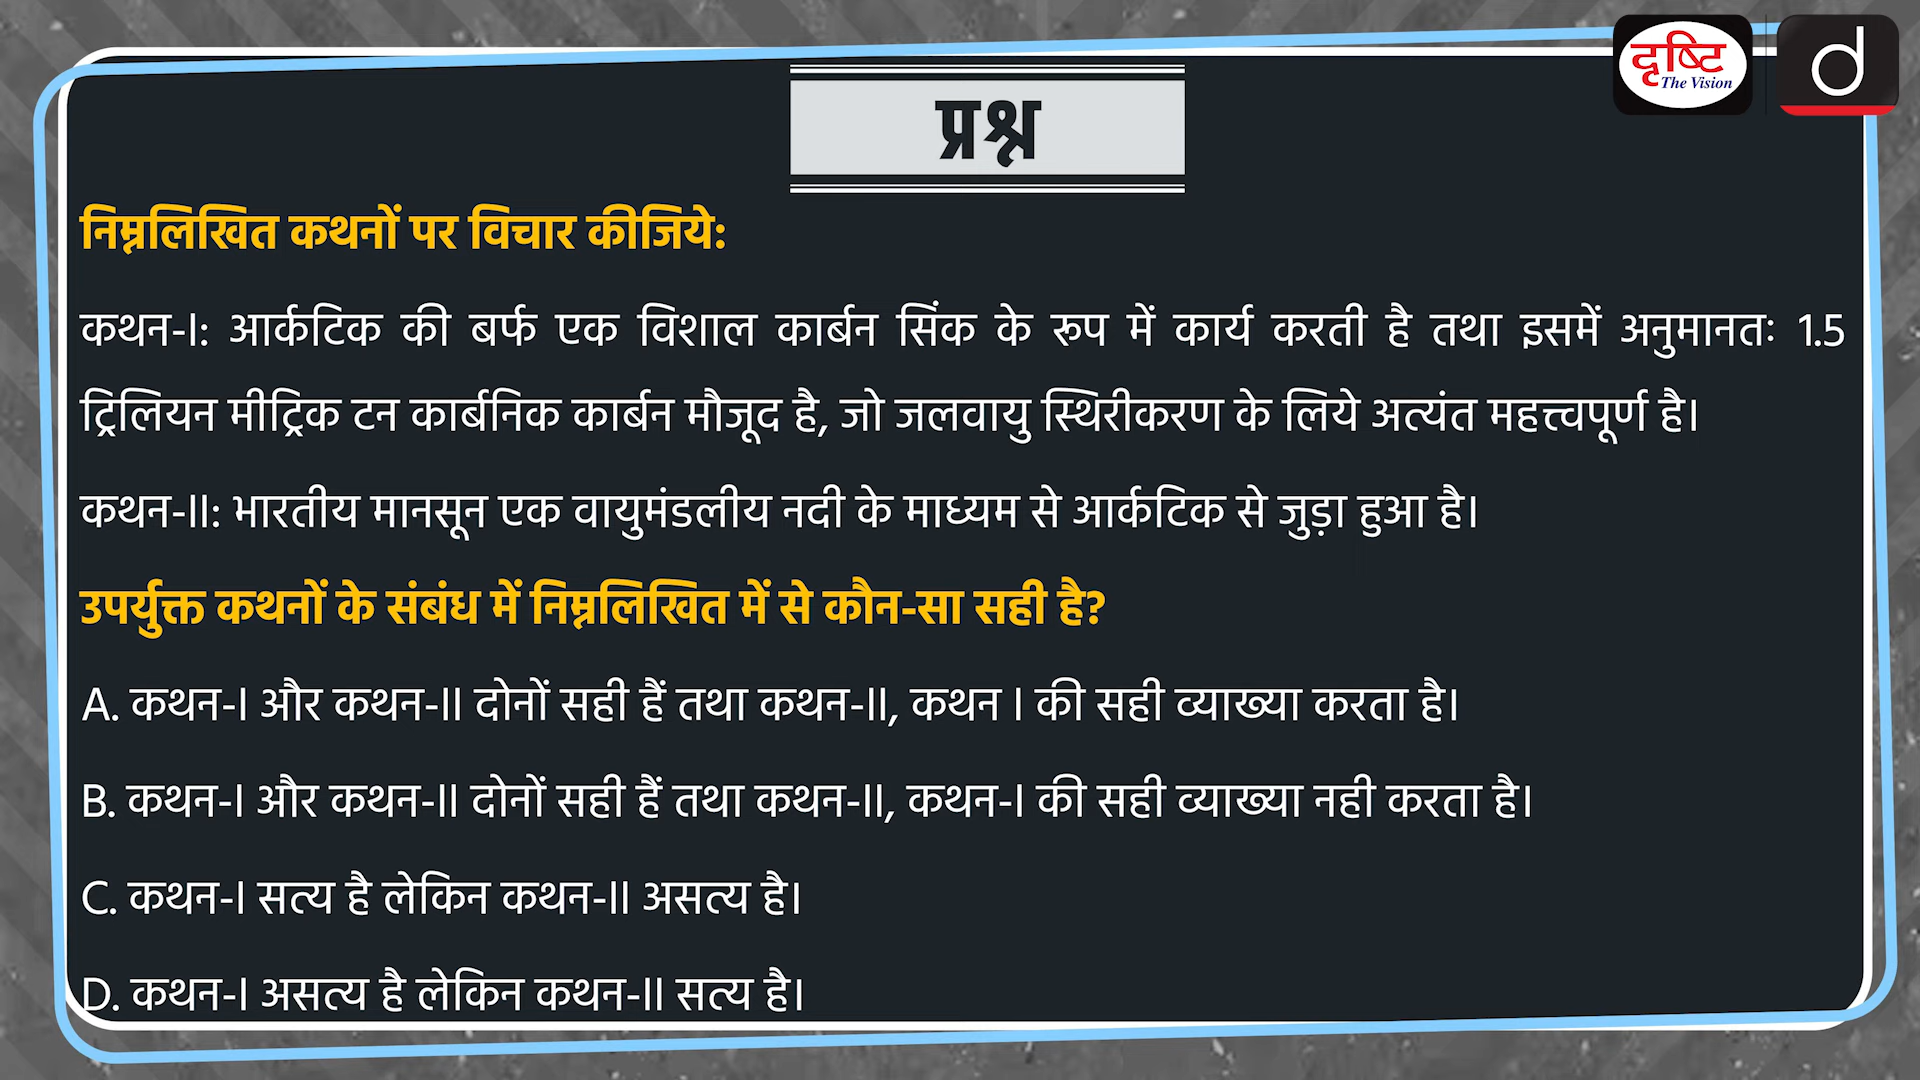 दृष्टि
The Vision
d
प्रश्न
निम्नलिखित कथनों पर विचार कीजिये:
कथन-I: आर्कटिक की बर्फ एक विशाल कार्बन सिंक के रूप में कार्य करती है तथा इसमें अनुमानतः 1.5
ट्रिलियन मीट्रिक टन कार्बनिक कार्बन मौजूद है, जो जलवायु स्थिरीकरण के लिये अत्यंत महत्त्वपूर्ण है।
कथन-II: भारतीय मानसून एक वायुमंडलीय नदी के माध्यम से आर्कटिक से जुड़ा हुआ है।
उपर्युक्त कथनों के संबंध में निम्नलिखित में से कौन-सा सही है?
A. कथन-I और कथन-II दोनों सही हैं तथा कथन-II, कथन I की सही व्याख्या करता है।
B. कथन-I और कथन-II दोनों सही हैं तथा कथन-II, कथन-I की सही व्याख्या नही करता है।
C. कथन-I सत्य है लेकिन कथन-II असत्य है।
D. कथन-I असत्य है लेकिन कथन-II सत्य है।